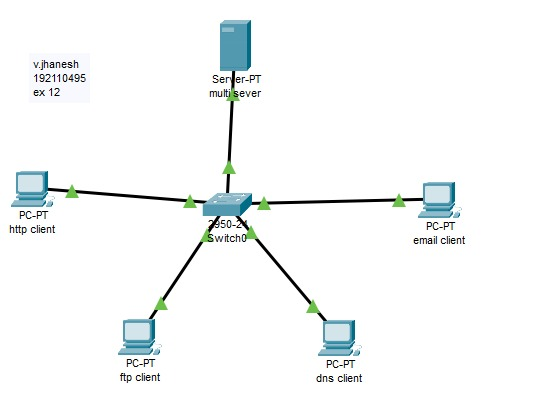 v.jhanesh
192110495
ex 12
Server-PT
multi sever
PC-PT
http client
2950-24
Switch0
PC-PT
email client
PC-PT
ftp client
PC-PT
dns client